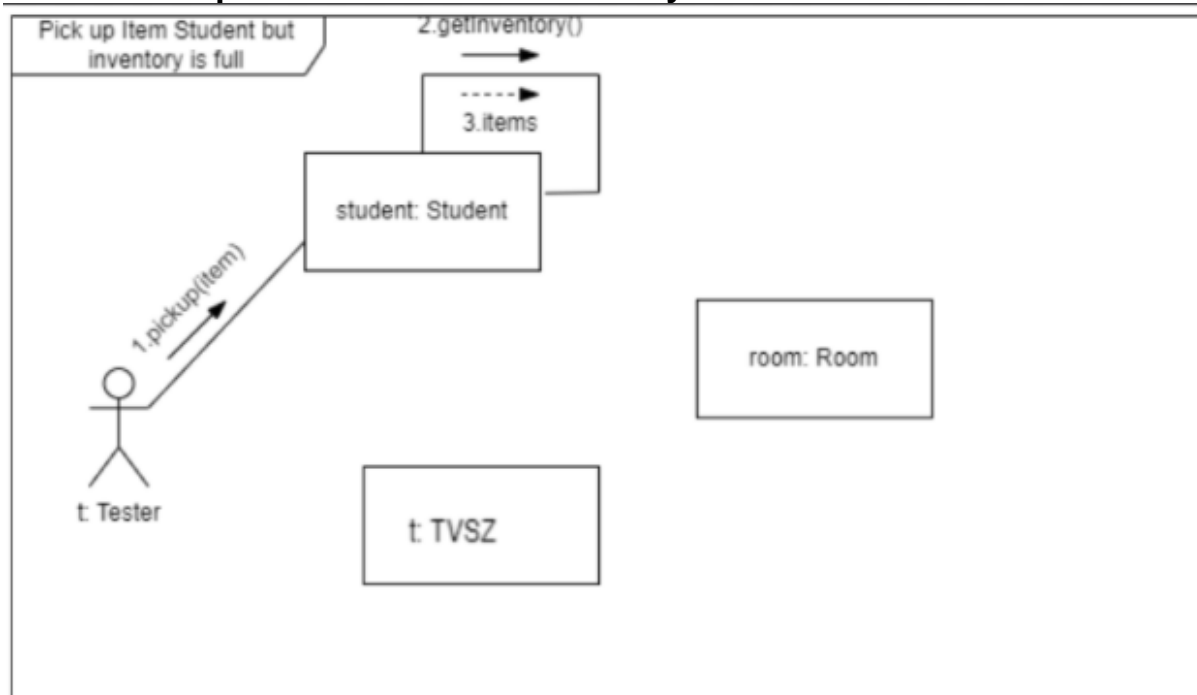 Pick up Item Student but
inventory is full
2.getInventory()
3.items
student: Student
1.pickup(item)
room: Room
t: Tester
t: TVSZ